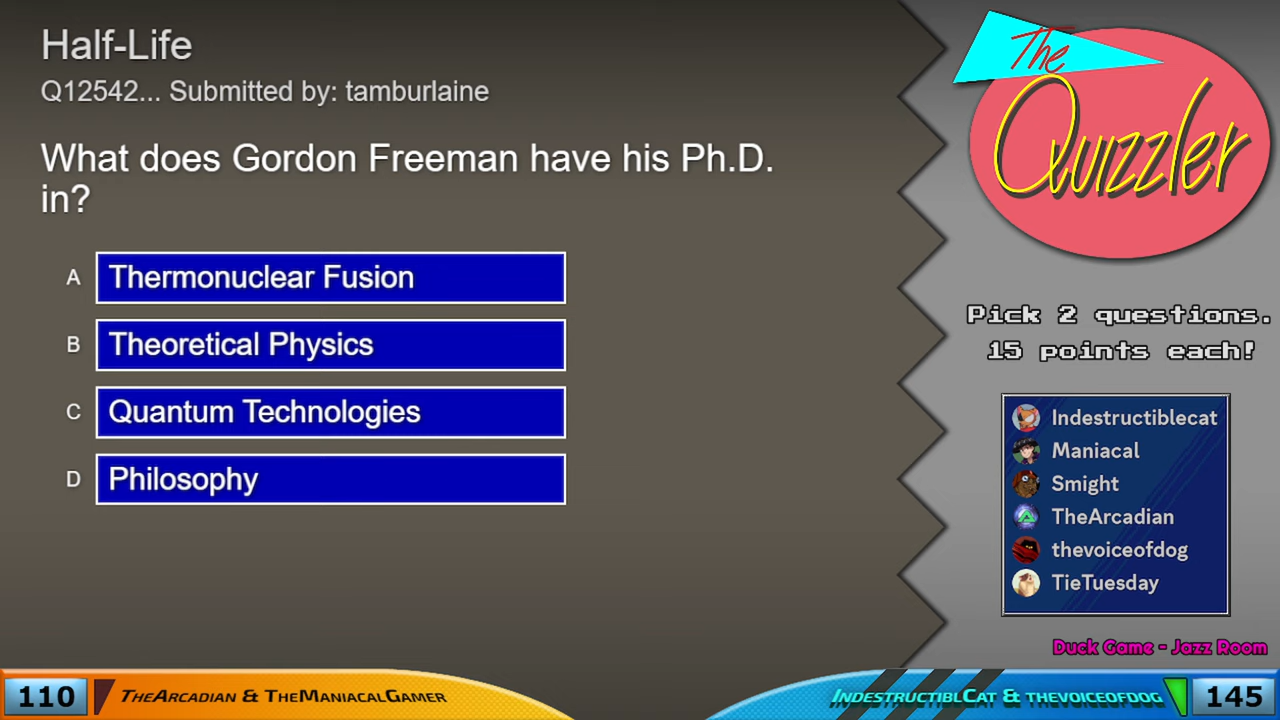 Half-Life
Q12542... Submitted by: tamburlaine
What does Gordon Freeman have his Ph.D.
in?
A Thermonuclear Fusion
B Theoretical Physics
C Quantum Technologies
D Philosophy
The
Quizzler
Pick 2 questions.
15 points each!
Indestructiblecat
Maniacal
Smight
TheArcadian
thevoiceofdog
TieTuesday
Duck Game - Jazz Room
110 TheArcadian & TheManiacalGamer
IndestructiblCat & thevoiceofdog 145